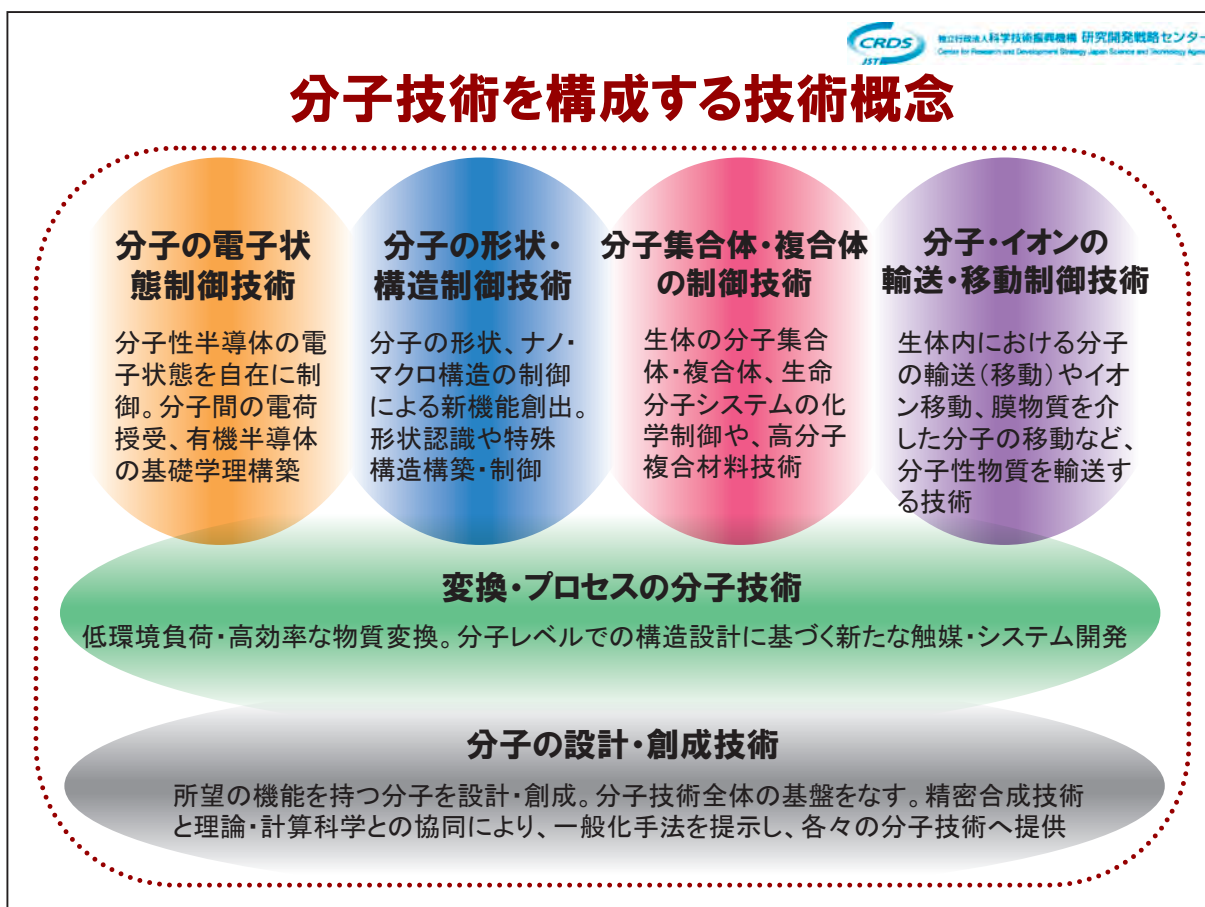 CRDS
JST
独立行政法人科学技術振興機構 研究開発戦略センター
Center for Research and Development Strategy Japan Science and Technology Agency
分子技術を構成する技術概念
分子の電子状
態制御技術
分子性半導体の電
子状態を自在に制
御。分子間の電荷
授受、有機半導体
の基礎学理構築
分子の形状・
構造制御技術
分子の形状、ナノ・
マクロ構造の制御
による新機能創出。
形状認識や特殊
構造構築・制御
分子集合体・複合体
の制御技術
生体の分子集合
体・複合体、生命
分子システムの化
学制御や、高分子
複合材料技術
分子・イオンの
輸送・移動制御技術
生体内における分子
の輸送（移動）やイオ
ン移動、膜物質を介
した分子の移動など、
分子性物質を輸送す
る技術
変換・プロセスの分子技術
低環境負荷・高効率な物質変換。分子レベルでの構造設計に基づく新たな触媒・システム開発
分子の設計・創成技術
所望の機能を持つ分子を設計・創成。分子技術全体の基盤をなす。精密合成技術
と理論・計算科学との協同により、一般化手法を提示し、各々の分子技術へ提供